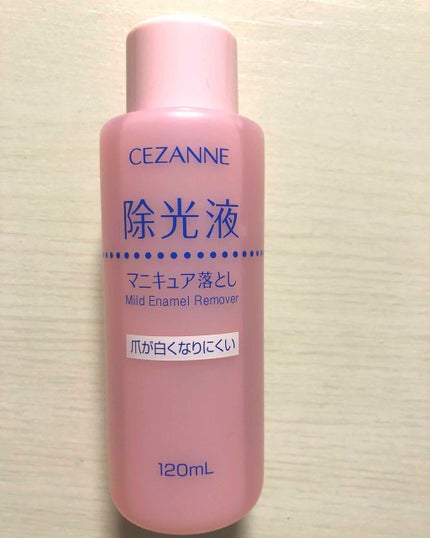 CEZANNE
除光液
マニキュア落とし
Mild Enamel Remover
爪が白くなりにくい
120mL